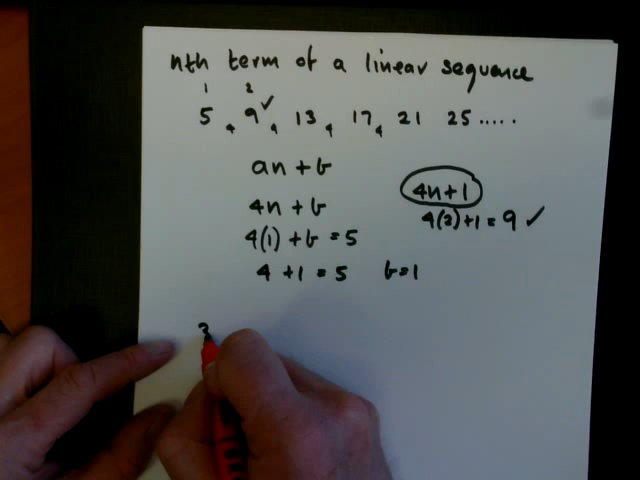 nth term of a linear sequence
1 2
5 4 9 ✓ 4 13 4 17 4 21 25 .....
an + b
4n + b
4n+1
4(1) + b = 5
4(2)+1 = 9 ✓
4 + 1 = 5 b=1